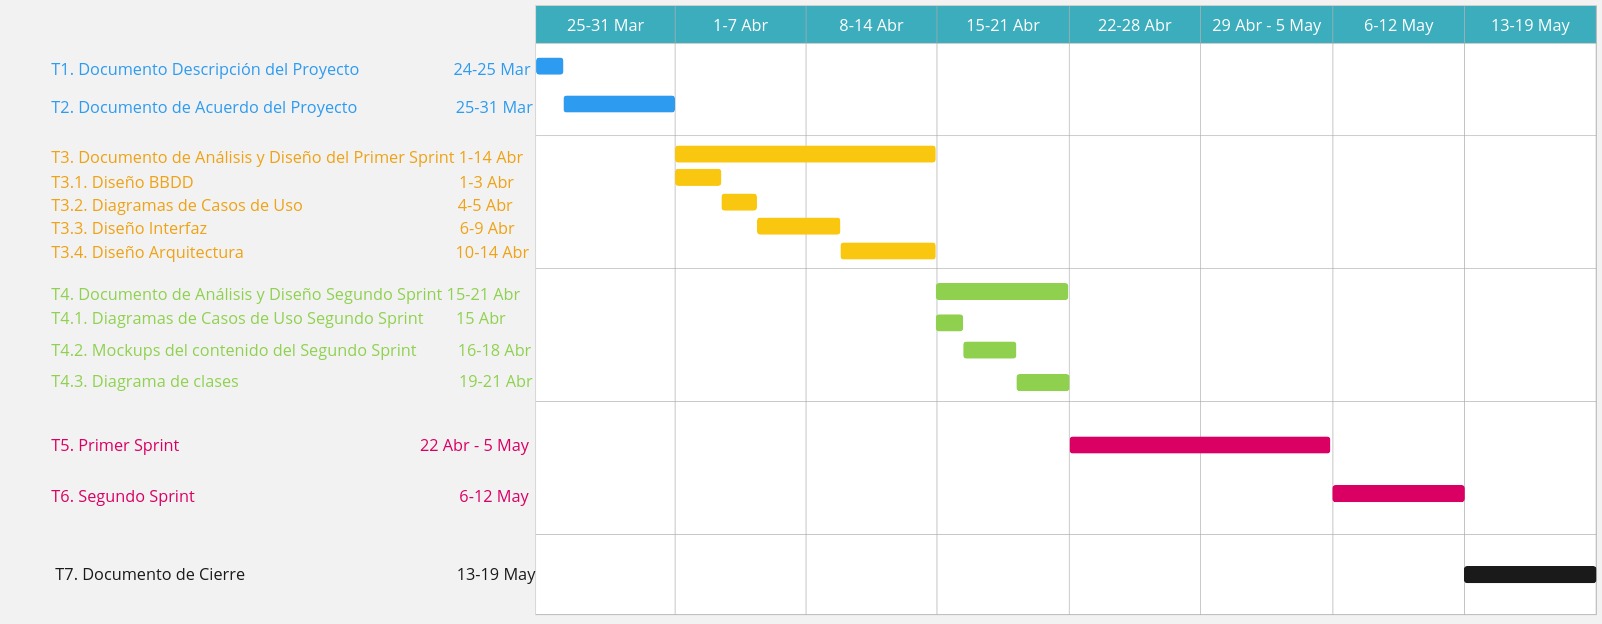 25-31 Mar 1-7 Abr 8-14 Abr 15-21 Abr 22-28 Abr 29 Abr - 5 May 6-12 May 13-19 May
T1. Documento Descripción del Proyecto 24-25 Mar
T2. Documento de Acuerdo del Proyecto 25-31 Mar
T3. Documento de Análisis y Diseño del Primer Sprint 1-14 Abr
T3.1. Diseño BBDD 1-3 Abr
T3.2. Diagramas de Casos de Uso 4-5 Abr
T3.3. Diseño Interfaz 6-9 Abr
T3.4. Diseño Arquitectura 10-14 Abr
T4. Documento de Análisis y Diseño Segundo Sprint 15-21 Abr
T4.1. Diagramas de Casos de Uso Segundo Sprint 15 Abr
T4.2. Mockups del contenido del Segundo Sprint 16-18 Abr
T4.3. Diagrama de clases 19-21 Abr
T5. Primer Sprint 22 Abr - 5 May
T6. Segundo Sprint 6-12 May
T7. Documento de Cierre 13-19 May